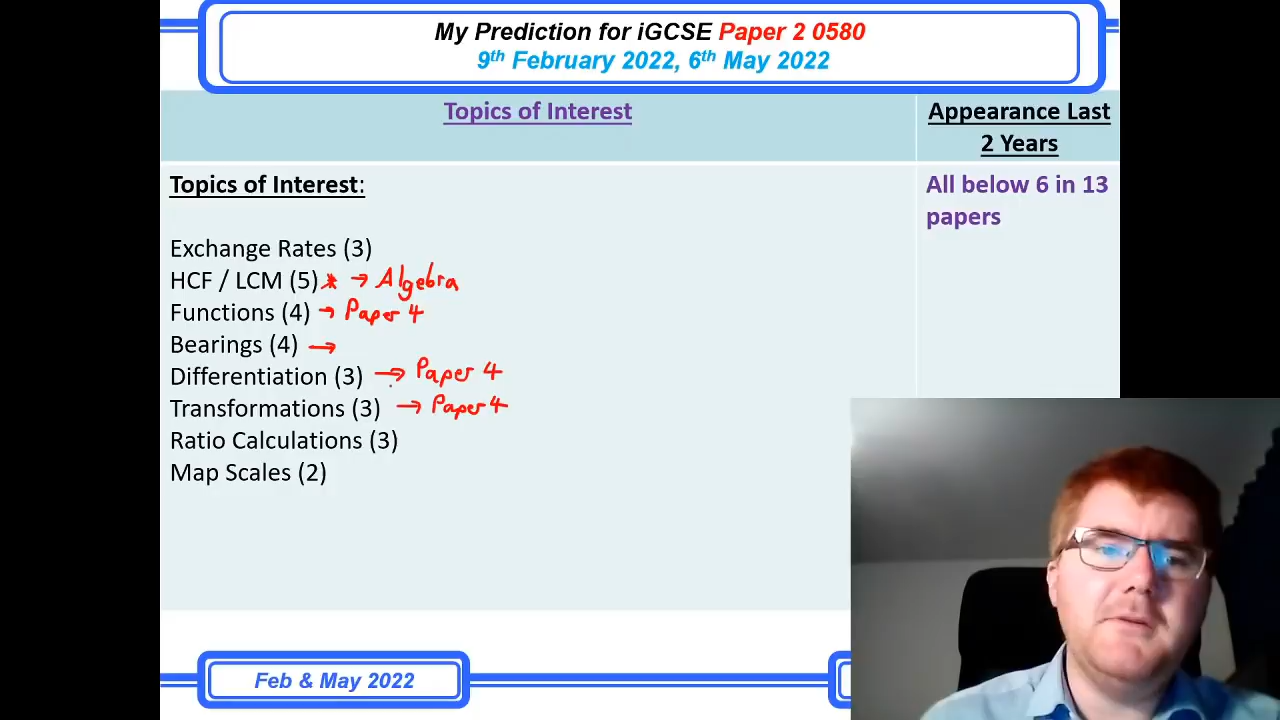 My Prediction for iGCSE Paper 2 0580
9th February 2022, 6th May 2022
Topics of Interest
Appearance Last
2 Years
Topics of Interest:
All below 6 in 13
papers
Exchange Rates (3)
HCF / LCM (5)* → Algebra
Functions (4) → Paper 4
Bearings (4) →
Differentiation (3) → Paper 4
Transformations (3) → Paper 4
Ratio Calculations (3)
Map Scales (2)
Feb & May 2022